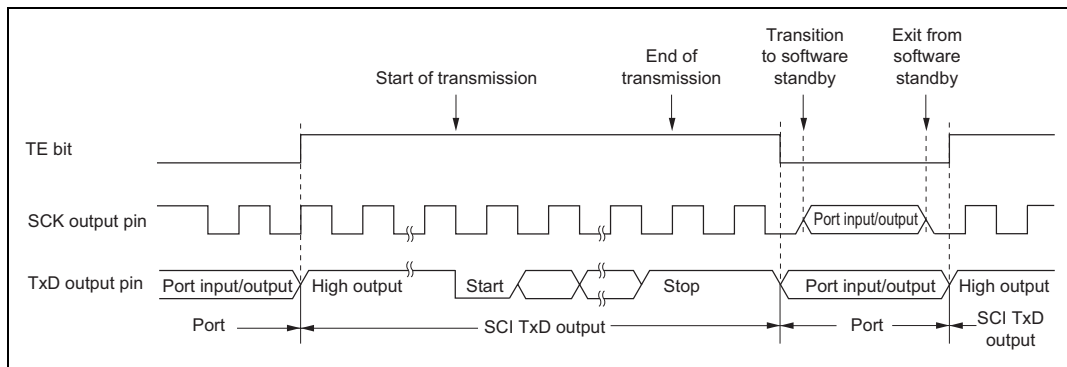 Start of transmission
End of
transmission
Transition
to software
standby
Exit from
software
standby
TE bit
SCK output pin
Port input/output
TxD output pin
Port input/output
High output
Start
Stop
Port input/output
High output
Port
SCI TxD output
Port
SCI TxD
output